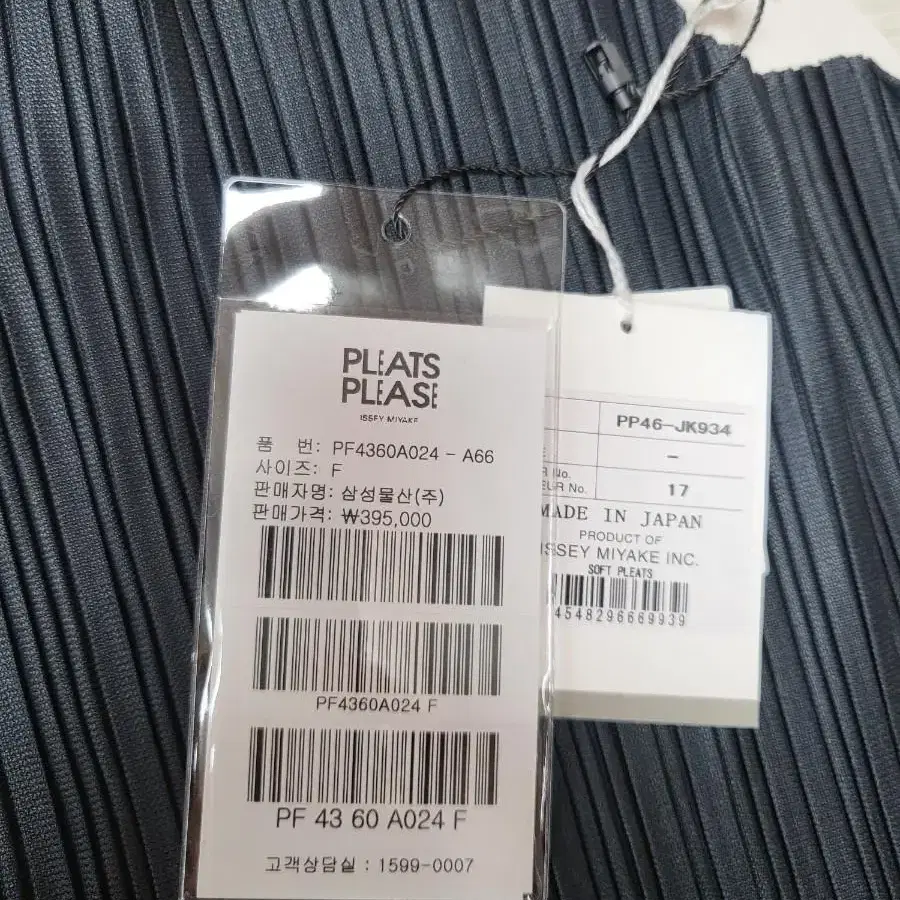 PLEATS
PLEASE
ISSEY MIYAKE
품 번: PF4360A024 - A66
사이즈: F
판매자명: 삼성물산(주)
판매가격: ₩395,000
PF4360A024 F
PF 43 60 A024 F
고객상담실 : 1599-0007
PP46-JK934
-
No.
No. 17
MADE IN JAPAN
PRODUCT OF
ISSEY MIYAKE INC.
SOFT PLEATS
4548296669939